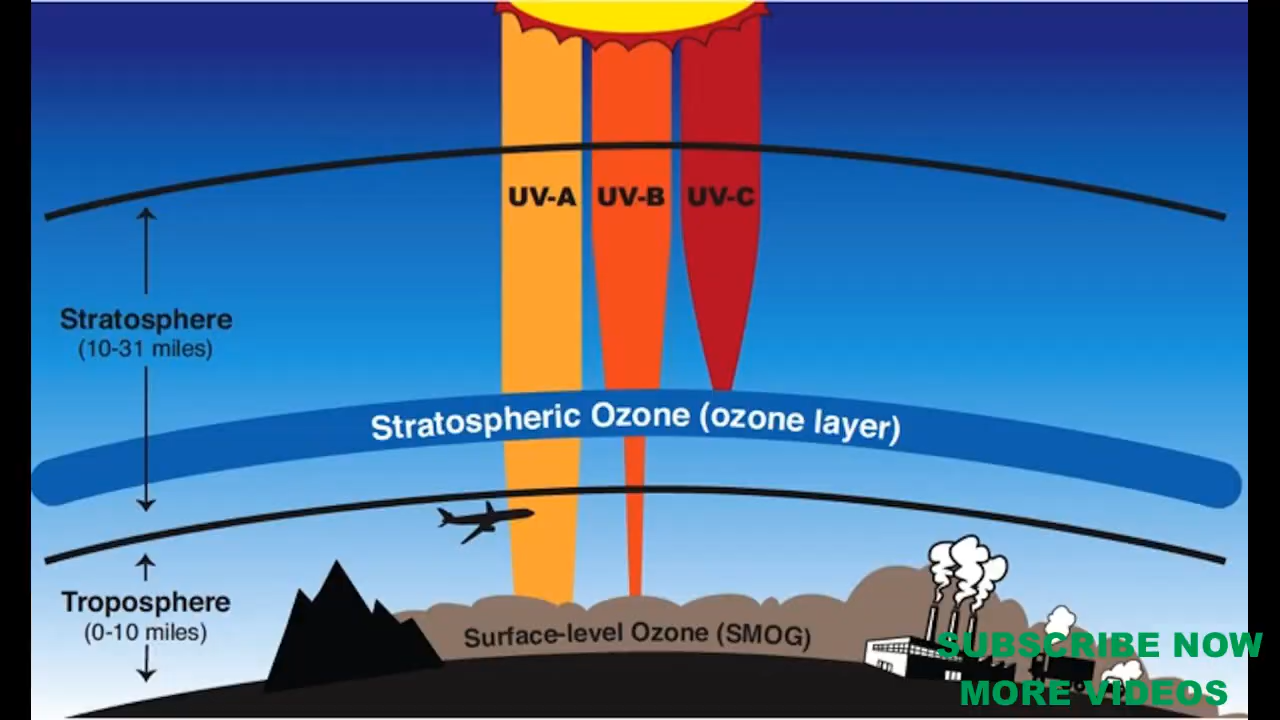 UV-A UV-B UV-C
Stratosphere
(10-31 miles)
Stratospheric Ozone (ozone layer)
Troposphere
(0-10 miles)
Surface-level Ozone (SMOG)
SUBSCRIBE NOW
MORE VIDEOS